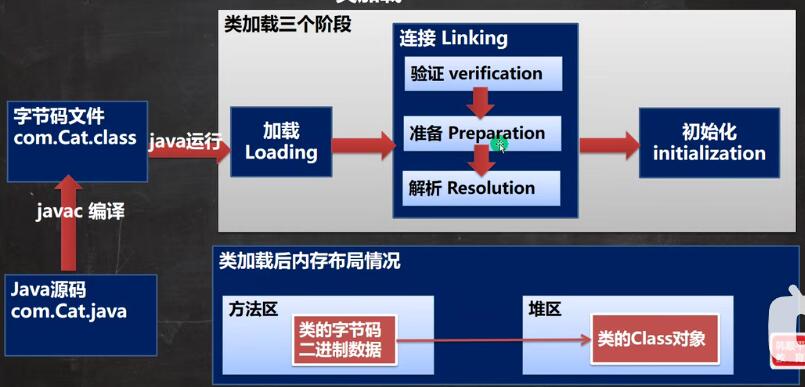 类加载
类加载三个阶段
连接 Linking
验证 verification
字节码文件
com.Cat.class
java运行
加载
Loading
准备 Preparation
初始化
initialization
解析 Resolution
javac 编译
类加载后内存布局情况
Java源码
com.Cat.java
方法区
堆区
类的字节码
二进制数据
类的Class对象